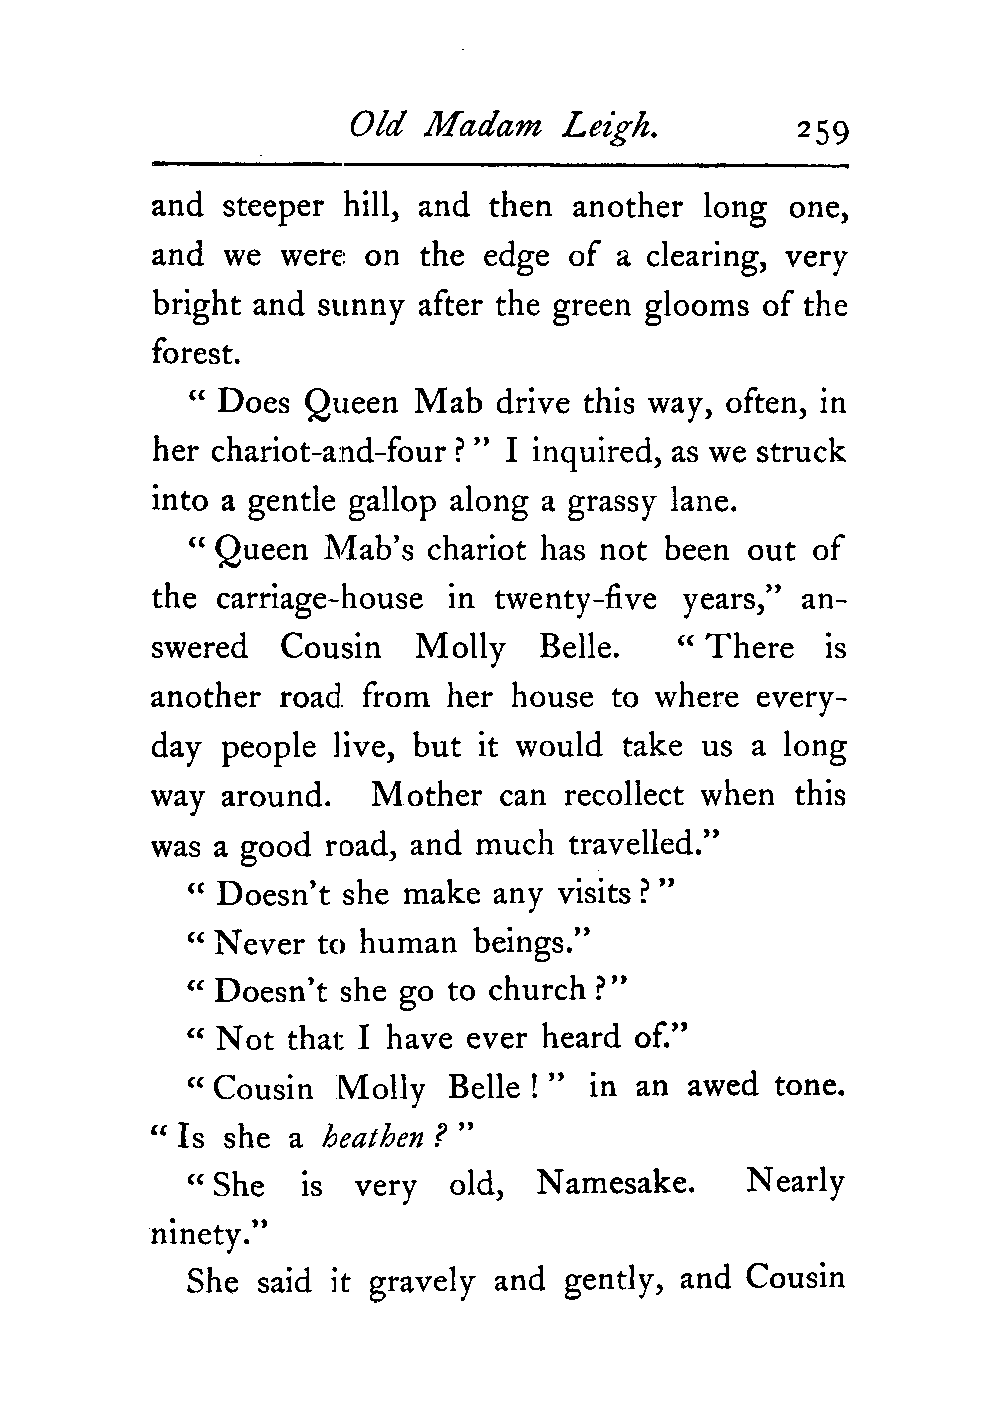 Old Madam Leigh. 259
and steeper hill, and then another long one,
and we were on the edge of a clearing, very
bright and sunny after the green glooms of the
forest.
“ Does Queen Mab drive this way, often, in
her chariot-and-four ? ” I inquired, as we struck
into a gentle gallop along a grassy lane.
“ Queen Mab’s chariot has not been out of
the carriage-house in twenty-five years,” an-
swered Cousin Molly Belle. “ There is
another road from her house to where every-
day people live, but it would take us a long
way around. Mother can recollect when this
was a good road, and much travelled.”
“ Doesn’t she make any visits ? ”
“ Never to human beings.”
“ Doesn’t she go to church ?”
“ Not that I have ever heard of.”
“ Cousin Molly Belle ! ” in an awed tone.
“ Is she a heathen ? ”
“ She is very old, Namesake. Nearly
ninety.”
She said it gravely and gently, and Cousin